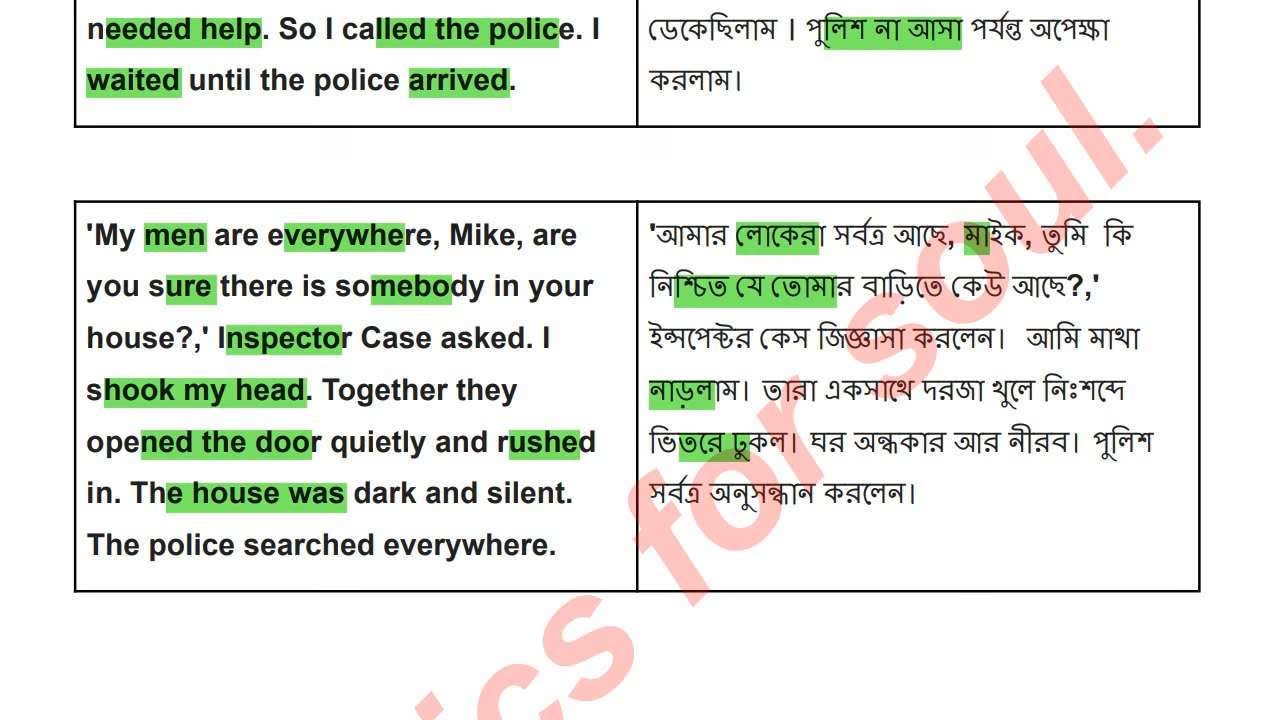 needed help. So I called the police. I
waited until the police arrived.
ডেকেছিলাম । পুলিশ না আসা পর্যন্ত অপেক্ষা
করলাম।
'My men are everywhere, Mike, are
you sure there is somebody in your
house?,' Inspector Case asked. I
shook my head. Together they
opened the door quietly and rushed
in. The house was dark and silent.
The police searched everywhere.
'আমার লোকেরা সর্বত্র আছে, মাইক, তুমি কি
নিশ্চিত যে তোমার বাড়িতে কেউ আছে?,'
ইন্সপেক্টর কেস জিজ্ঞাসা করলেন। আমি মাথা
নাড়লাম। তারা একসাথে দরজা খুলে নিঃশব্দে
ভিতরে ঢুকল। ঘর অন্ধকার আর নীরব। পুলিশ
সর্বত্র অনুসন্ধান করলেন।
ics for soul.